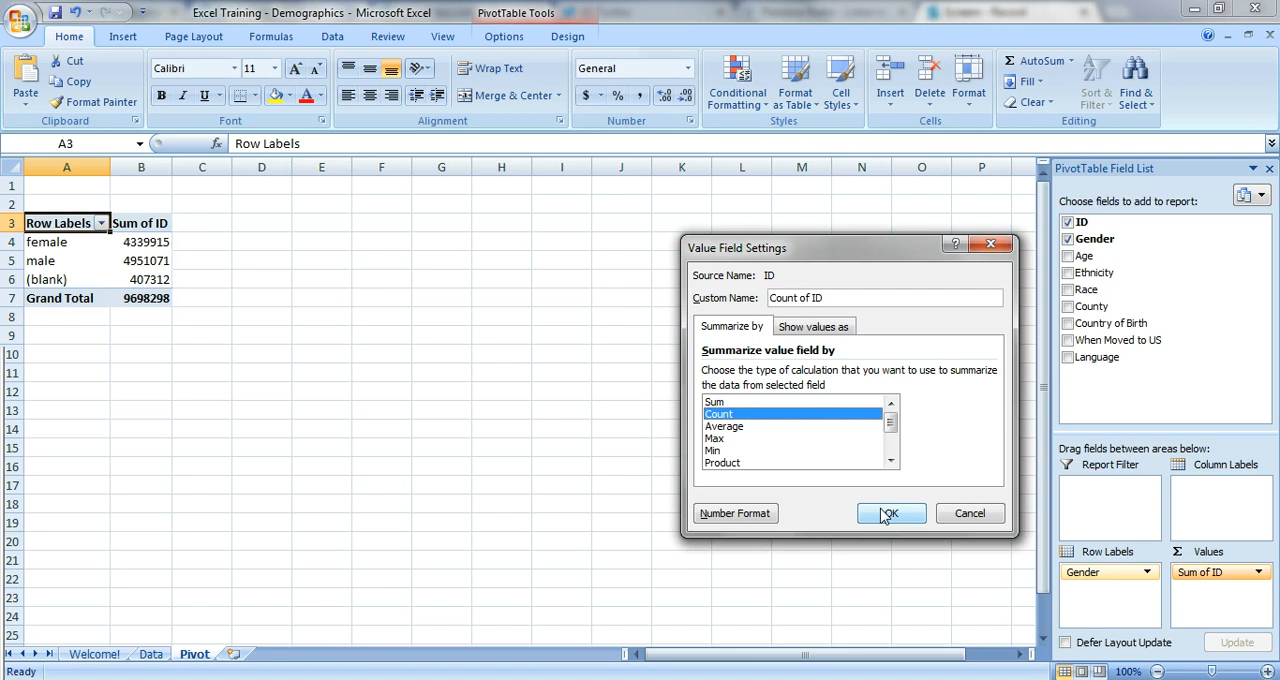 Excel Training - Demographics - Microsoft Excel
PivotTable Tools
Home Insert Page Layout Formulas Data Review View Options Design
Paste
Cut
Copy
Format Painter
Clipboard
Calibri 11
B I U
Font
Wrap Text
Merge & Center
Alignment
General
$ % ,
Number
Conditional Formatting
Format as Table
Cell Styles
Styles
Insert
Delete
Format
Cells
Σ AutoSum
Fill
Clear
Sort & Filter
Find & Select
Editing
A3 fx Row Labels
A B C D E F G H I J K L M N O P
1
2
3 Row Labels Sum of ID
4 female 4339915
5 male 4951071
6 (blank) 407312
7 Grand Total 9698298
8
9
10
11
12
13
14
15
16
17
18
19
20
21
22
23
24
25
Value Field Settings
Source Name: ID
Custom Name: Count of ID
Summarize by Show values as
Summarize value field by
Choose the type of calculation that you want to use to summarize
the data from selected field
Sum
Count
Average
Max
Min
Product
Number Format OK Cancel
PivotTable Field List
Choose fields to add to report:
ID
Gender
Age
Ethnicity
Race
County
Country of Birth
When Moved to US
Language
Drag fields between areas below:
Report Filter Column Labels
Row Labels Σ Values
Gender Sum of ID
Defer Layout Update Update
Welcome! Data Pivot
Ready 100%